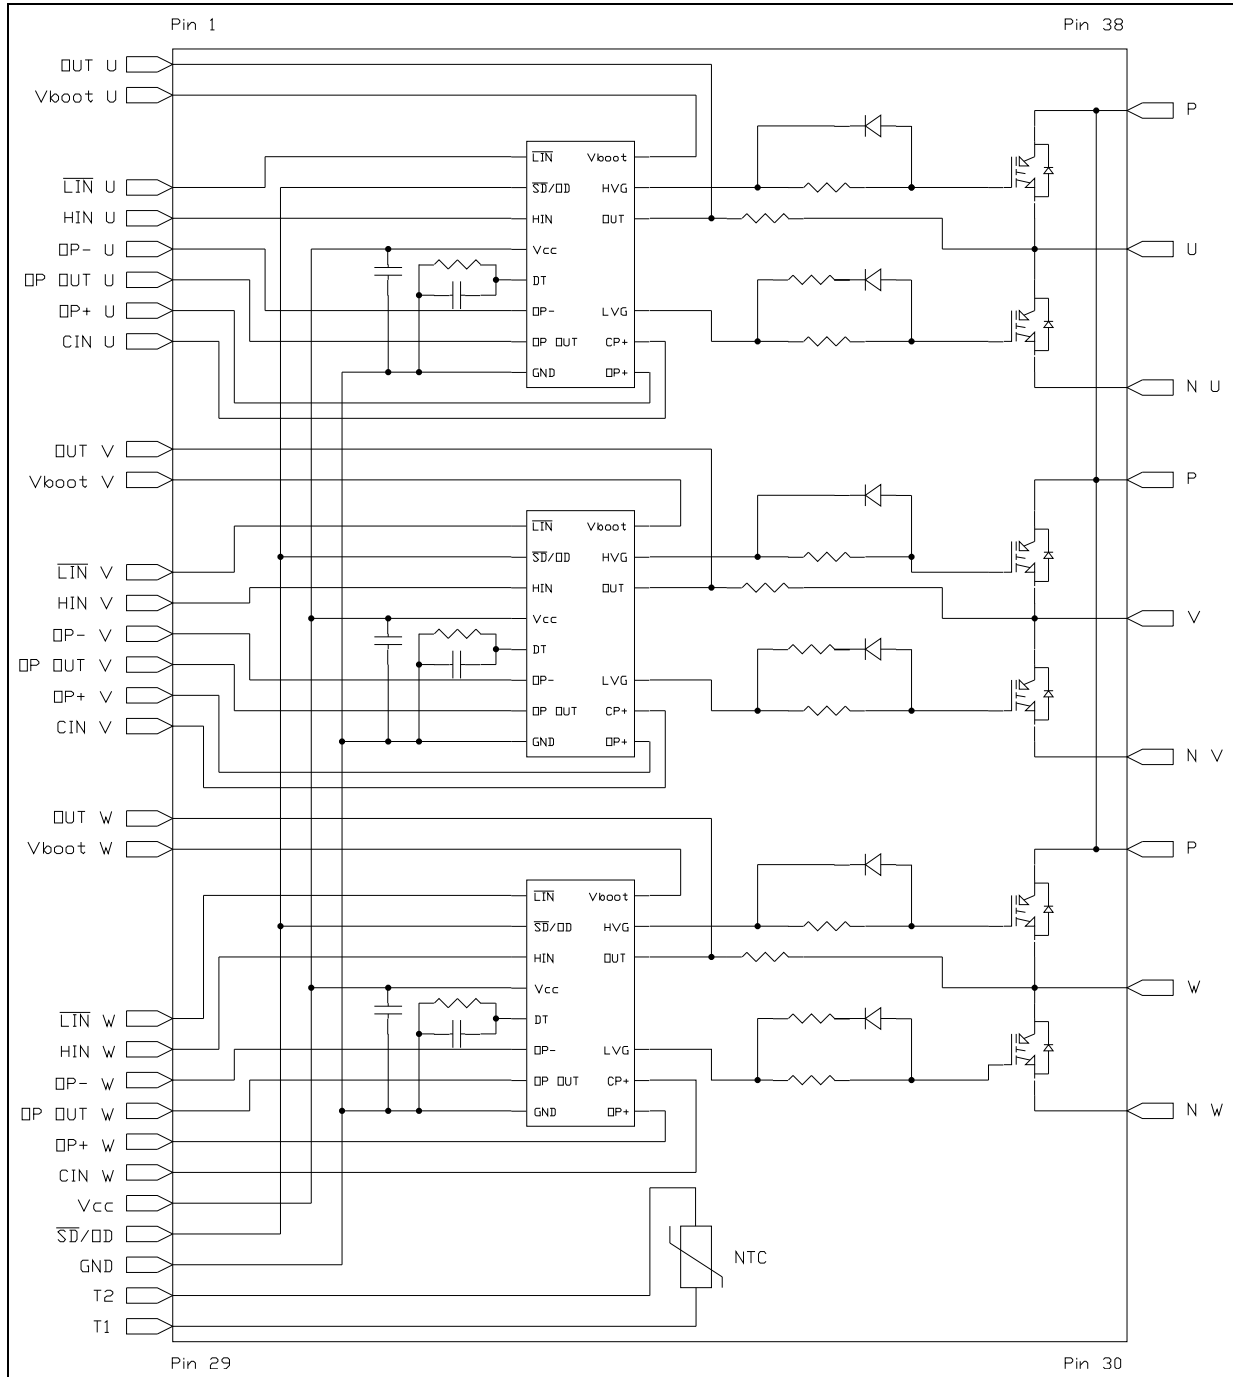 Pin 1
Pin 38
OUT U
Vboot U
LIN U
HIN U
OP- U
OP OUT U
OP+ U
CIN U
LIN
SD/OD
HIN
Vcc
DT
OP-
OP OUT
GND
Vboot
HVG
OUT
LVG
CP+
OP+
P
U
N U
OUT V
Vboot V
LIN V
HIN V
OP- V
OP OUT V
OP+ V
CIN V
LIN
SD/OD
HIN
Vcc
DT
OP-
OP OUT
GND
Vboot
HVG
OUT
LVG
CP+
OP+
P
V
N V
OUT W
Vboot W
LIN W
HIN W
OP- W
OP OUT W
OP+ W
CIN W
Vcc
SD/OD
GND
T2
T1
LIN
SD/OD
HIN
Vcc
DT
OP-
OP OUT
GND
Vboot
HVG
OUT
LVG
CP+
OP+
P
W
N W
NTC
Pin 29
Pin 30